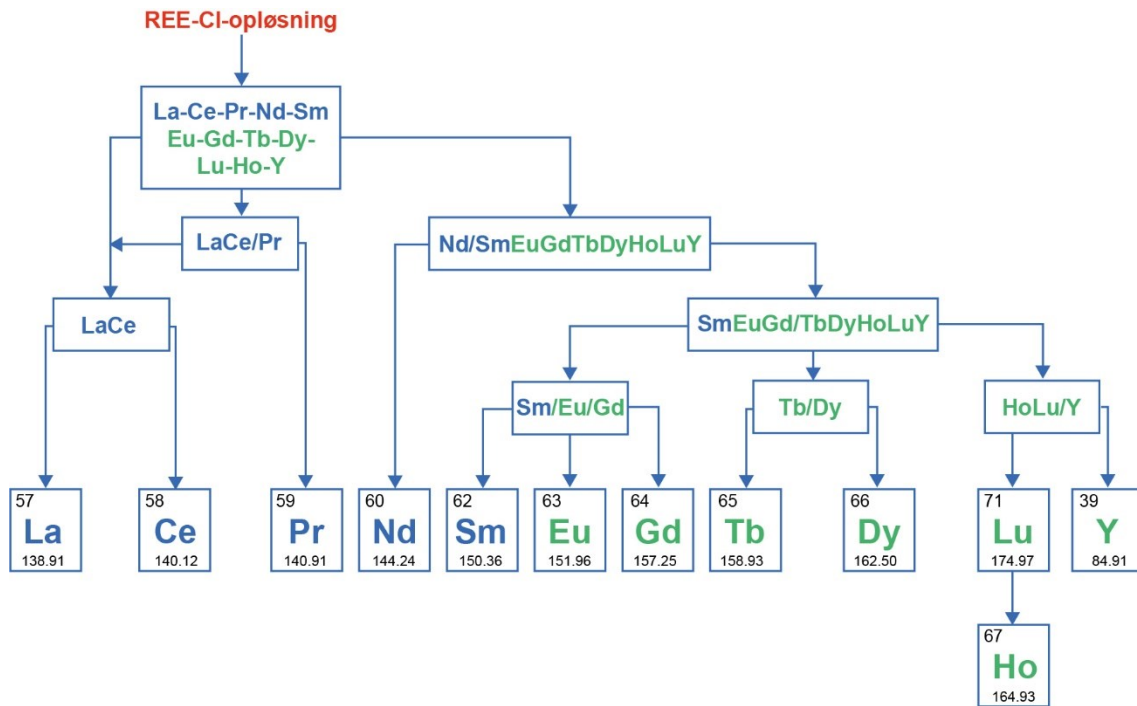 REE-Cl-opløsning
La-Ce-Pr-Nd-Sm
Eu-Gd-Tb-Dy-
Lu-Ho-Y
LaCe/Pr
Nd/SmEuGdTbDyHoLuY
LaCe
SmEuGd/TbDyHoLuY
Sm/Eu/Gd
Tb/Dy
HoLu/Y
57
La
138.91
58
Ce
140.12
59
Pr
140.91
60
Nd
144.24
62
Sm
150.36
63
Eu
151.96
64
Gd
157.25
65
Tb
158.93
66
Dy
162.50
71
Lu
174.97
39
Y
84.91
67
Ho
164.93